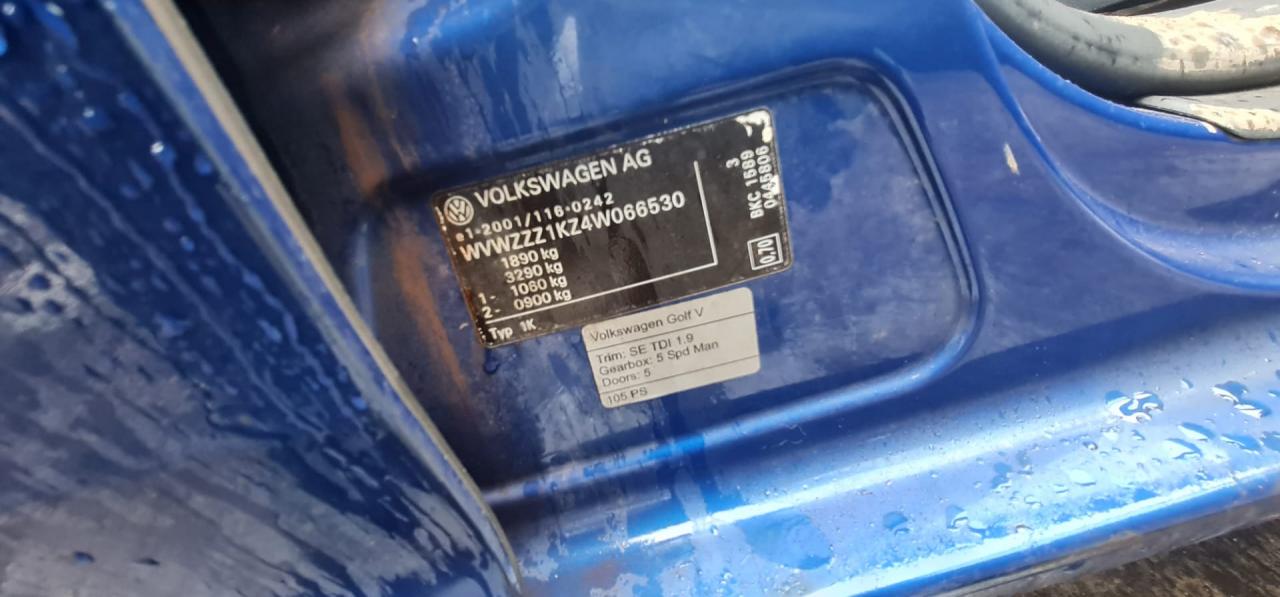 VOLKSWAGEN AG
e1*2001/116*0242
WVWZZZ1KZ4W066530
1890 kg
3290 kg
1- 1060 kg
2- 0900 kg
Typ 1K
3
BKC 1589
0445806
0,70
Volkswagen Golf V
Trim: SE TDI 1.9
Gearbox: 5 Spd Man
Doors: 5
105 PS